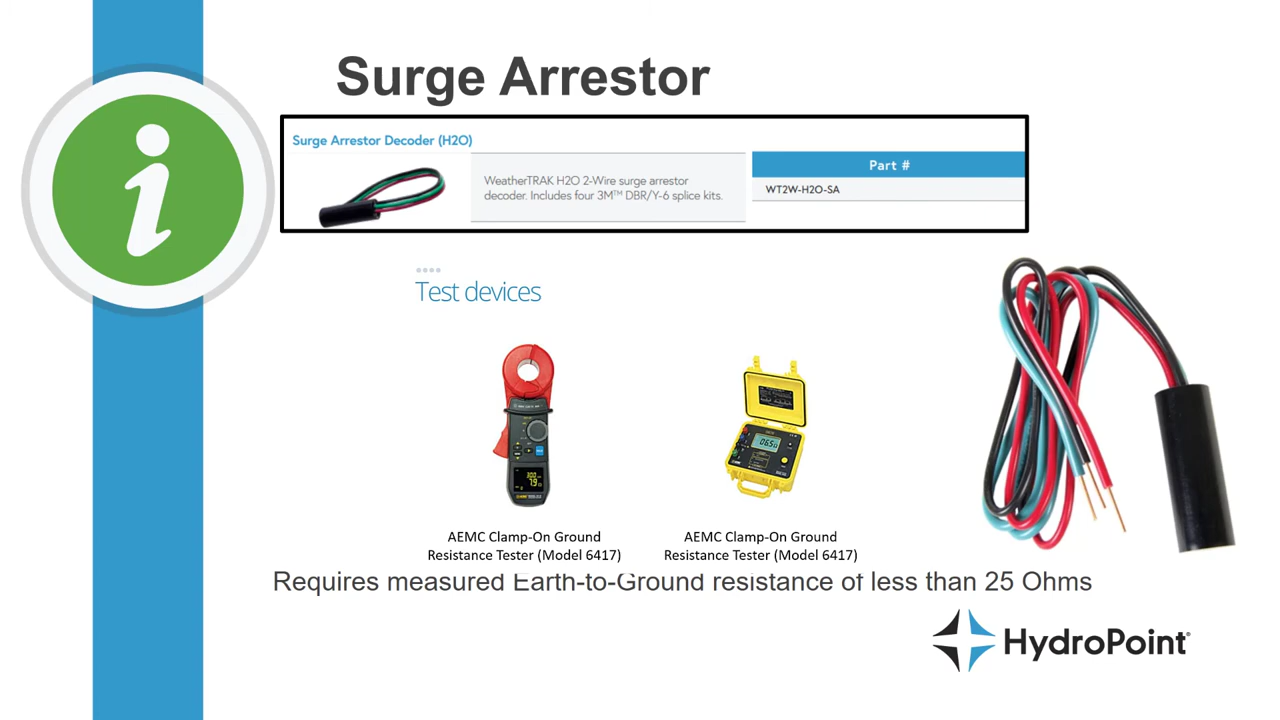 Surge Arrestor
Surge Arrestor Decoder (H2O)
Part #
WeatherTRAK H2O 2-Wire surge arrestor
decoder. Includes four 3M™ DBR/Y-6 splice kits.
WT2W-H2O-SA
Test devices
AEMC Clamp-On Ground
Resistance Tester (Model 6417)
AEMC Clamp-On Ground
Resistance Tester (Model 6417)
Requires measured Earth-to-Ground resistance of less than 25 Ohms
HydroPoint